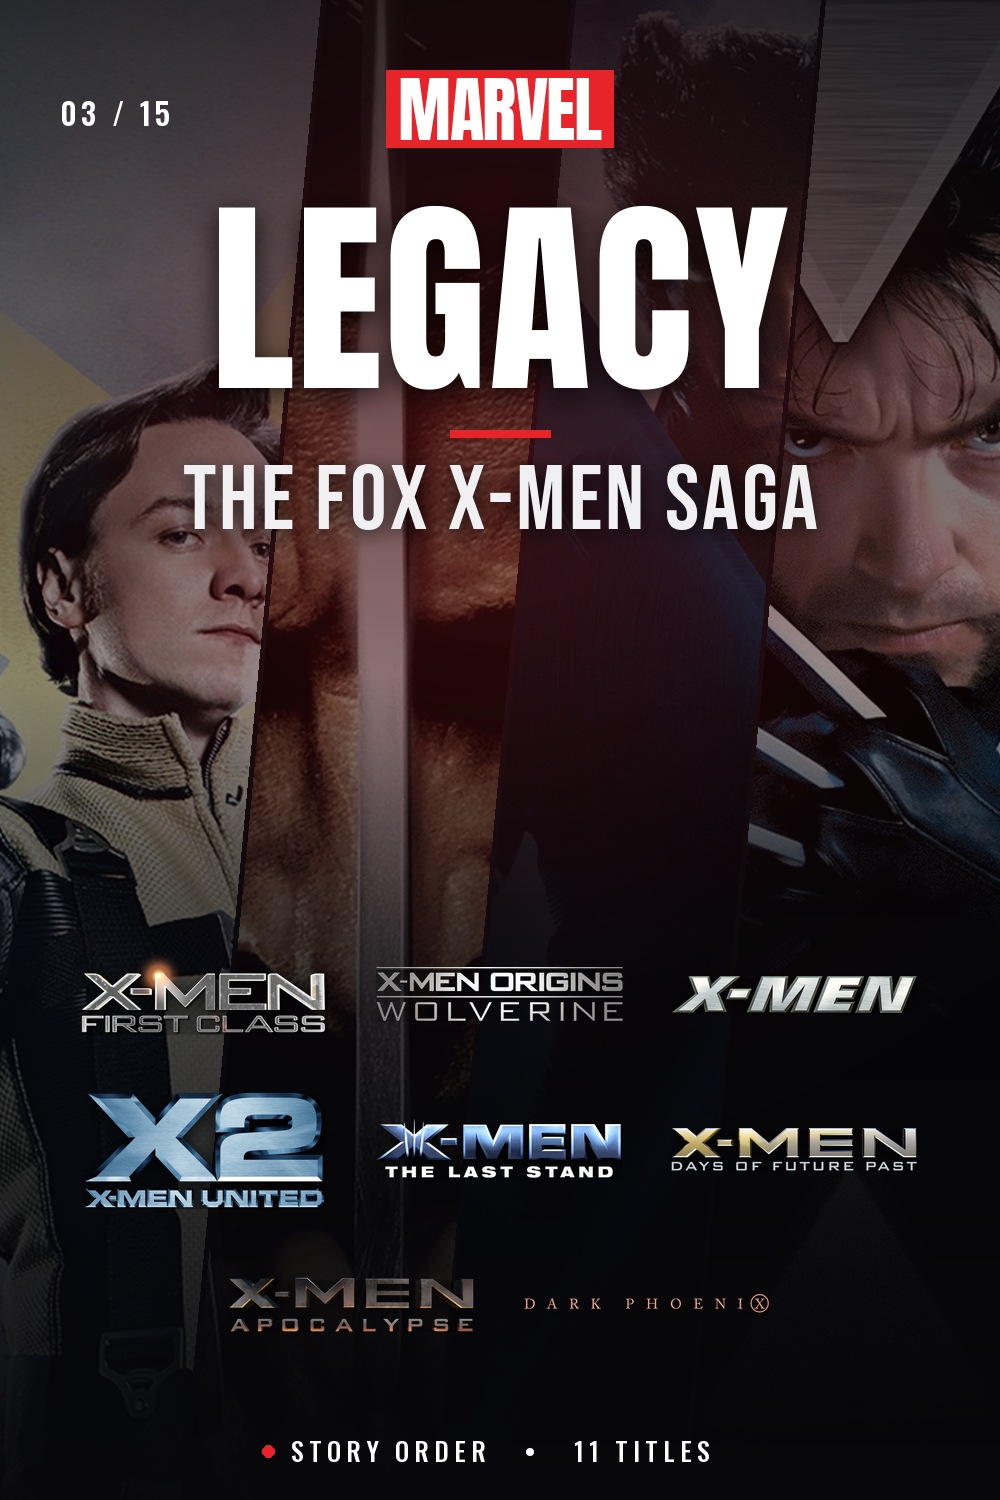 03 / 15
MARVEL
LEGACY
THE FOX X-MEN SAGA
X-MEN
FIRST CLASS
X-MEN ORIGINS
WOLVERINE
X-MEN
X2
X-MEN UNITED
X-MEN
THE LAST STAND
X-MEN
DAYS OF FUTURE PAST
X-MEN
APOCALYPSE
DARK PHOENIX
STORY ORDER • 11 TITLES